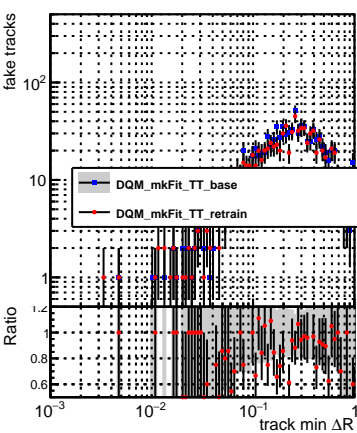 fake tracks
10²
10
1
DQM_mkFit_TT_base
DQM_mkFit_TT_retrain
Ratio
1.2
1
0.8
0.6
10⁻³ 10⁻² 10⁻¹ 1
track min ΔR